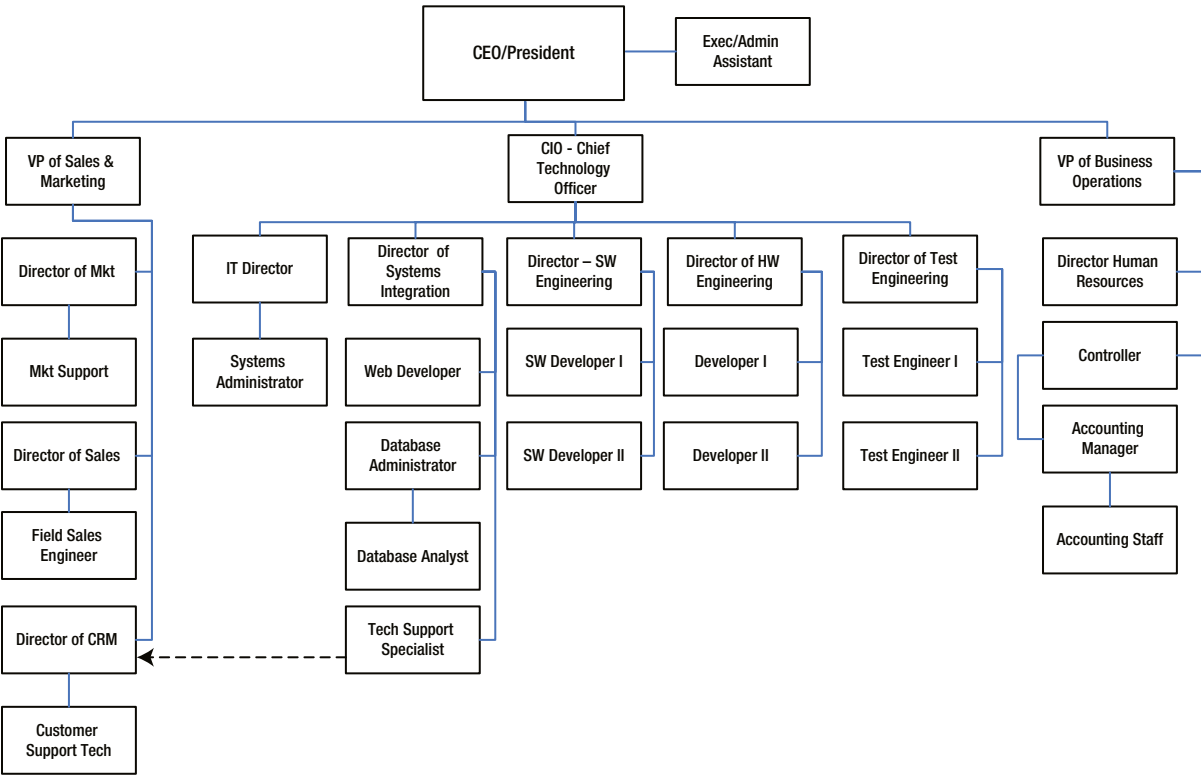 CEO/President
Exec/Admin
Assistant
VP of Sales &
Marketing
CIO - Chief
Technology
Officer
VP of Business
Operations
Director of Mkt
IT Director
Director of
Systems
Integration
Director – SW
Engineering
Director of HW
Engineering
Director of Test
Engineering
Director Human
Resources
Mkt Support
Systems
Administrator
Web Developer
SW Developer I
Developer I
Test Engineer I
Controller
Director of Sales
Database
Administrator
SW Developer II
Developer II
Test Engineer II
Accounting
Manager
Field Sales
Engineer
Database Analyst
Accounting Staff
Director of CRM
Tech Support
Specialist
Customer
Support Tech